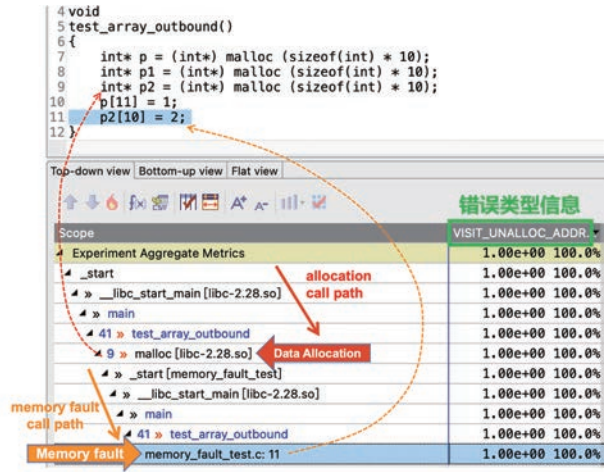 4 void
5 test_array_outbound()
6 {
7 int* p = (int*) malloc (sizeof(int) * 10);
8 int* p1 = (int*) malloc (sizeof(int) * 10);
9 int* p2 = (int*) malloc (sizeof(int) * 10);
10 p[11] = 1;
11 p2[10] = 2;
12 }
Top-down view Bottom-up view Flat view
错误类型信息
Scope VISIT_UNALLOC_ADDR.
Experiment Aggregate Metrics 1.00e+00 100.0%
_start 1.00e+00 100.0%
allocation call path
» __libc_start_main [libc-2.28.so] 1.00e+00 100.0%
» main 1.00e+00 100.0%
41 » test_array_outbound 1.00e+00 100.0%
9 » malloc [libc-2.28.so] Data Allocation 1.00e+00 100.0%
» _start [memory_fault_test] 1.00e+00 100.0%
» __libc_start_main [libc-2.28.so] 1.00e+00 100.0%
memory fault call path
» main 1.00e+00 100.0%
41 » test_array_outbound 1.00e+00 100.0%
Memory fault memory_fault_test.c: 11 1.00e+00 100.0%